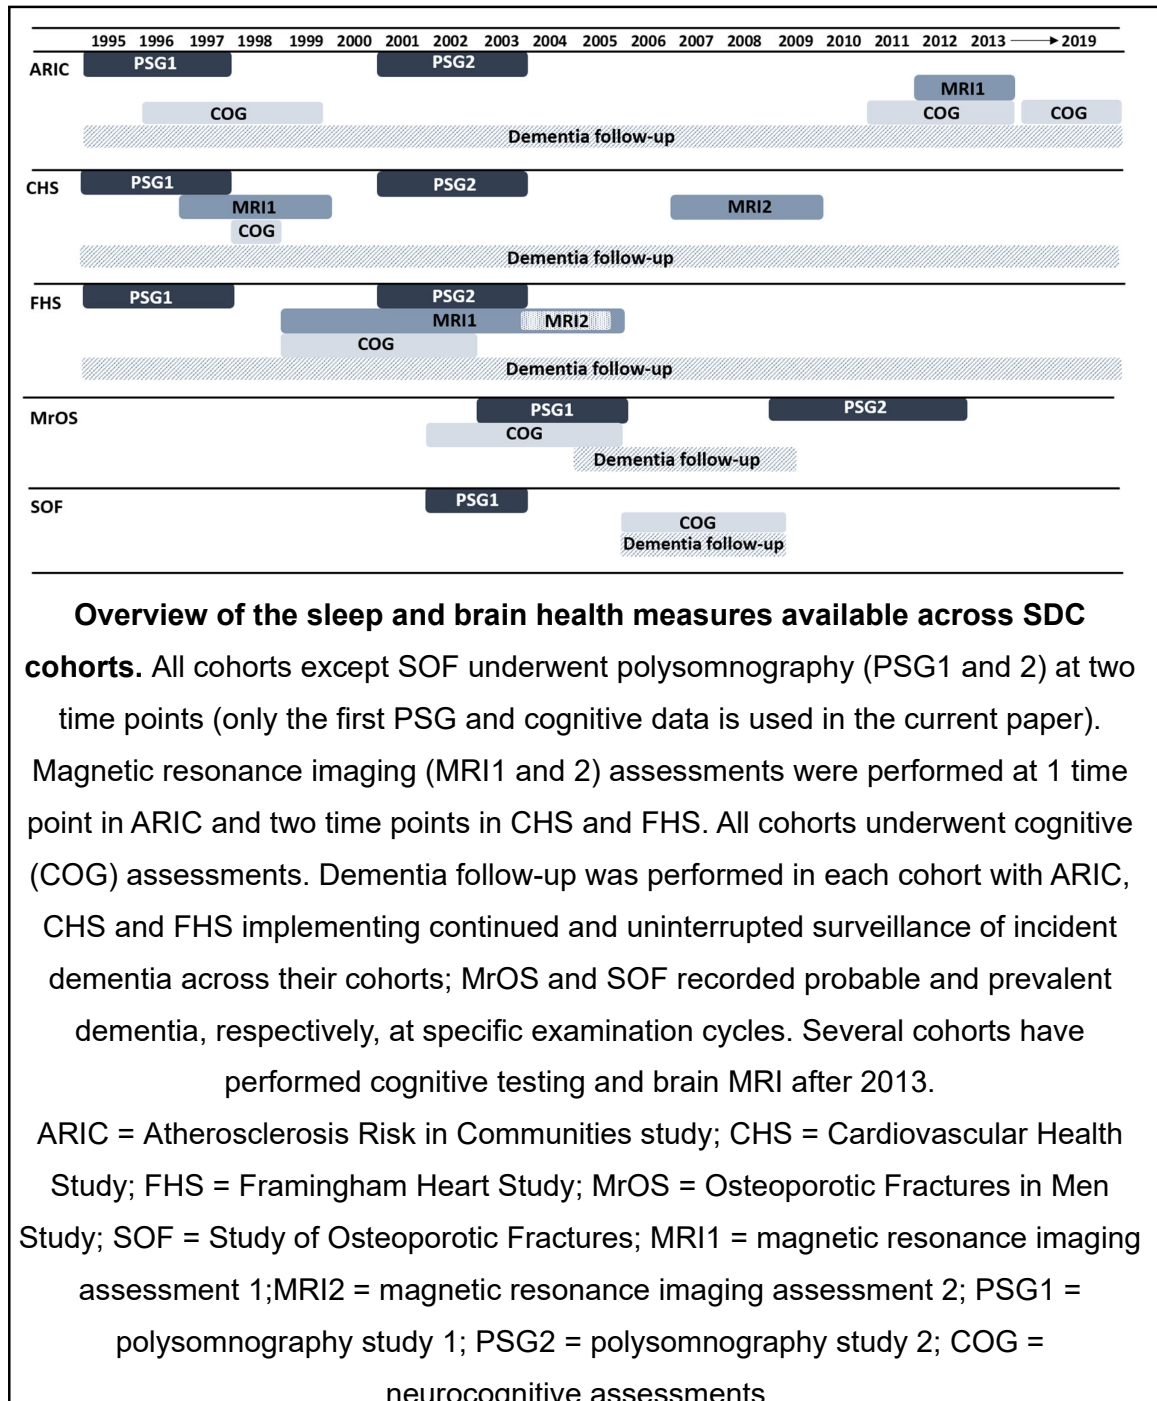 1995 1996 1997 1998 1999 2000 2001 2002 2003 2004 2005 2006 2007 2008 2009 2010 2011 2012 2013 → 2019
ARIC
PSG1 PSG2
MRI1
COG COG COG
Dementia follow-up
CHS
PSG1 PSG2
MRI1 MRI2
COG
Dementia follow-up
FHS
PSG1 PSG2
MRI1 MRI2
COG
Dementia follow-up
MrOS
PSG1 PSG2
COG
Dementia follow-up
SOF
PSG1
COG
Dementia follow-up
Overview of the sleep and brain health measures available across SDC
cohorts. All cohorts except SOF underwent polysomnography (PSG1 and 2) at two
time points (only the first PSG and cognitive data is used in the current paper).
Magnetic resonance imaging (MRI1 and 2) assessments were performed at 1 time
point in ARIC and two time points in CHS and FHS. All cohorts underwent cognitive
(COG) assessments. Dementia follow-up was performed in each cohort with ARIC,
CHS and FHS implementing continued and uninterrupted surveillance of incident
dementia across their cohorts; MrOS and SOF recorded probable and prevalent
dementia, respectively, at specific examination cycles. Several cohorts have
performed cognitive testing and brain MRI after 2013.
ARIC = Atherosclerosis Risk in Communities study; CHS = Cardiovascular Health
Study; FHS = Framingham Heart Study; MrOS = Osteoporotic Fractures in Men
Study; SOF = Study of Osteoporotic Fractures; MRI1 = magnetic resonance imaging
assessment 1;MRI2 = magnetic resonance imaging assessment 2; PSG1 =
polysomnography study 1; PSG2 = polysomnography study 2; COG =
neurocognitive assessments